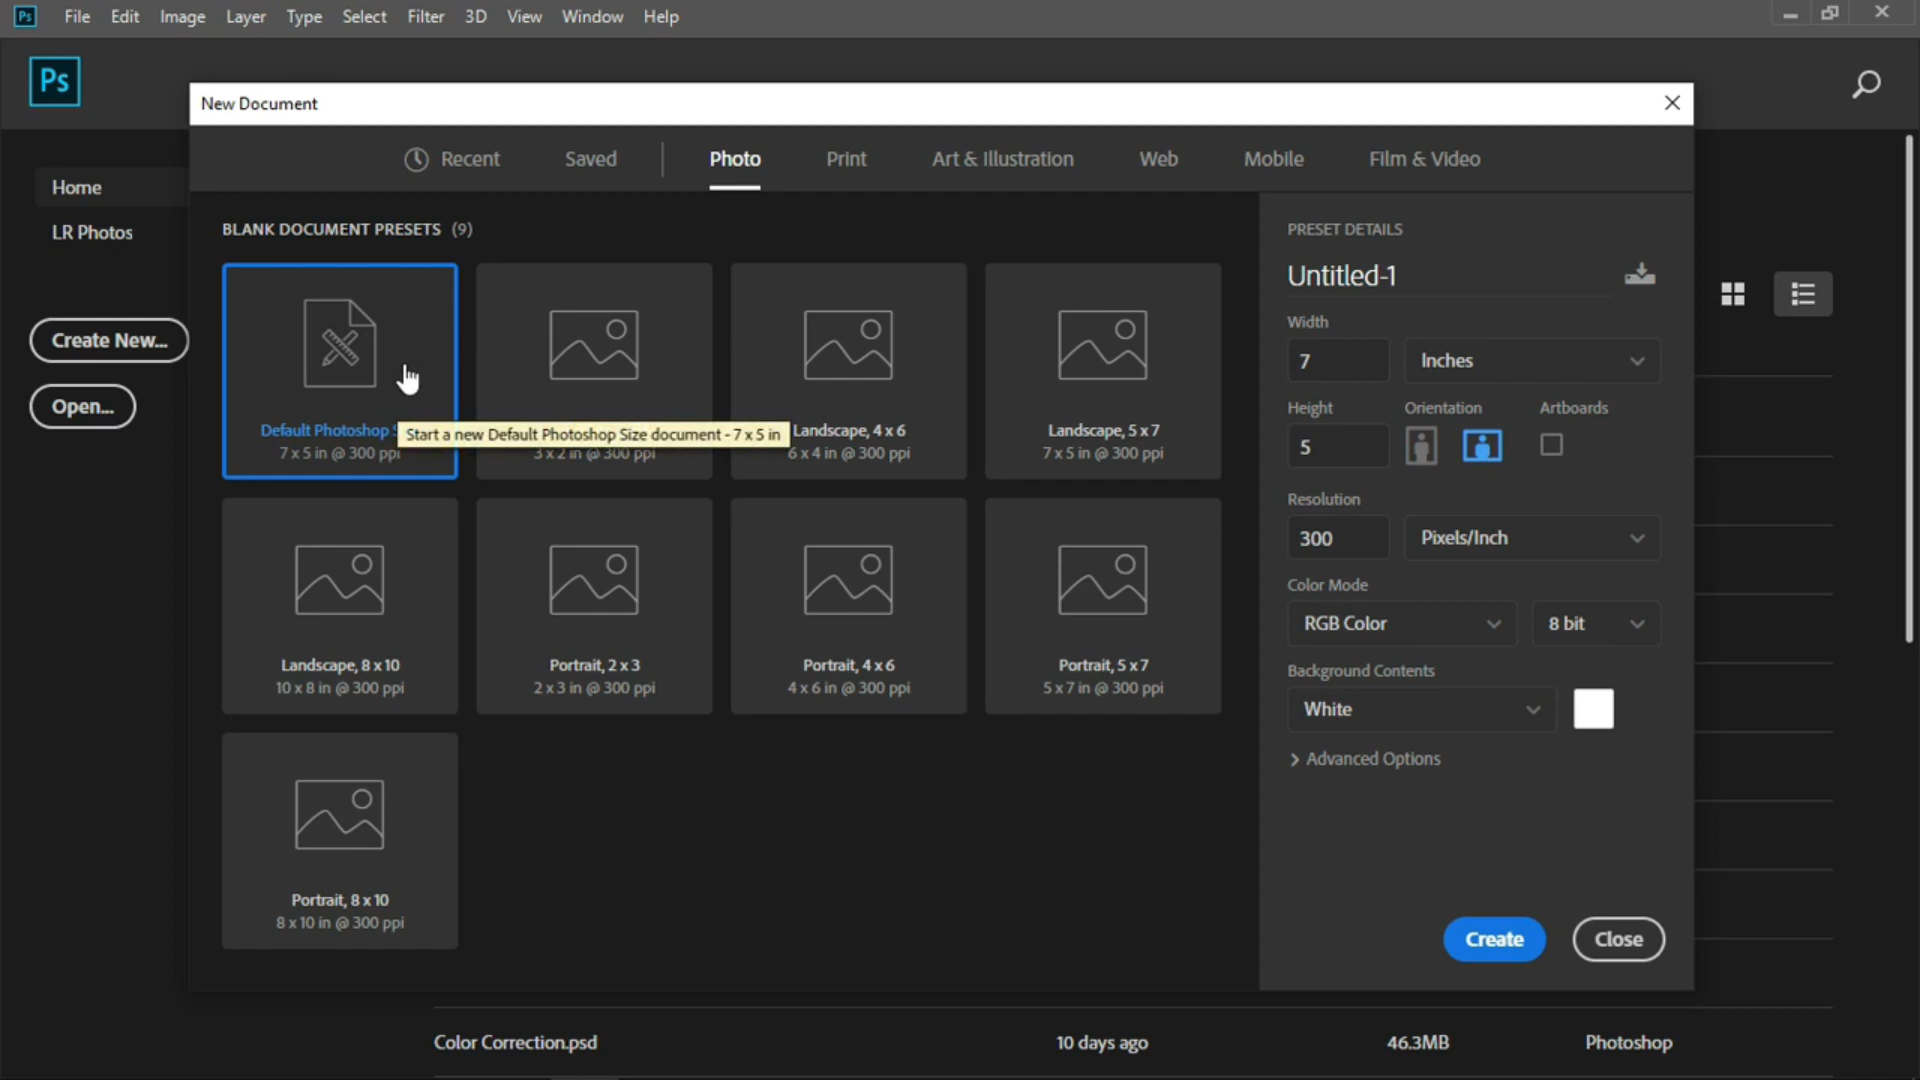 Ps File Edit Image Layer Type Select Filter 3D View Window Help
Ps
New Document
Recent Saved Photo Print Art & Illustration Web Mobile Film & Video
Home
LR Photos
Create New...
Open...
BLANK DOCUMENT PRESETS (9)
Default Photoshop S
7 x 5 in @ 300 ppi
Start a new Default Photoshop Size document - 7 x 5 in
3 x 2 in @ 300 ppi
Landscape, 4 x 6
6 x 4 in @ 300 ppi
Landscape, 5 x 7
7 x 5 in @ 300 ppi
Landscape, 8 x 10
10 x 8 in @ 300 ppi
Portrait, 2 x 3
2 x 3 in @ 300 ppi
Portrait, 4 x 6
4 x 6 in @ 300 ppi
Portrait, 5 x 7
5 x 7 in @ 300 ppi
Portrait, 8 x 10
8 x 10 in @ 300 ppi
PRESET DETAILS
Untitled-1
Width
7 Inches
Height Orientation Artboards
5
Resolution
300 Pixels/Inch
Color Mode
RGB Color 8 bit
Background Contents
White
Advanced Options
Create Close
Color Correction.psd 10 days ago 46.3MB Photoshop